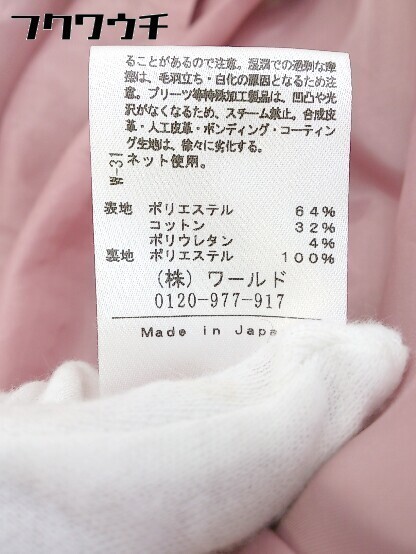 フクワウチ
ることがあるので注意。湿潤での過剰な摩
擦は、毛羽立ち・白化の原因となるため注
意。プリーツ等特殊加工製品は、凹凸や光
沢がなくなるため、スチーム禁止。合成皮
革・人工皮革・ボンディング・コーティン
グ生地は、徐々に劣化する。
W-31
ネット使用。
表地 ポリエステル 64%
コットン 32%
ポリウレタン 4%
裏地 ポリエステル 100%
(株) ワールド
0120-977-917
Made in Japa